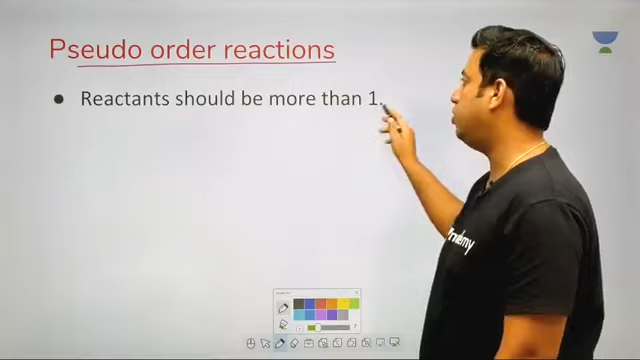 Pseudo order reactions
● Reactants should be more than 1.